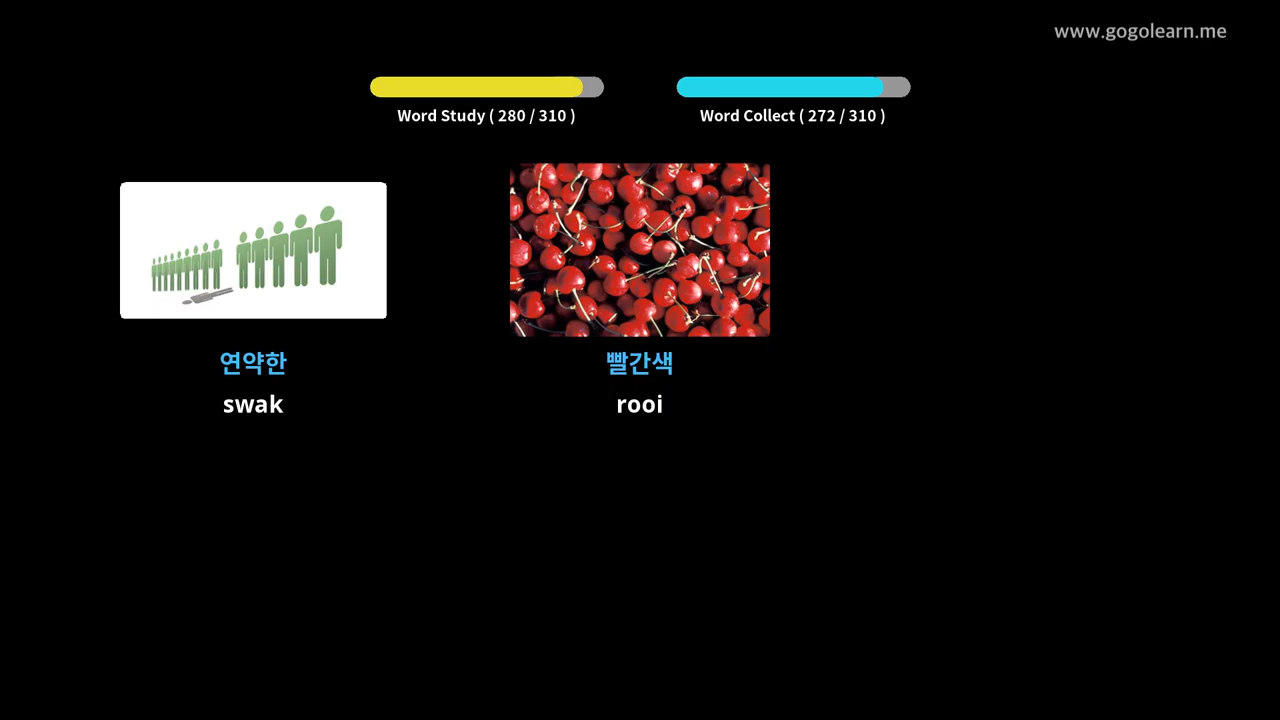 www.gogolearn.me
Word Study ( 280 / 310 )
Word Collect ( 272 / 310 )
연약한
swak
빨간색
rooi